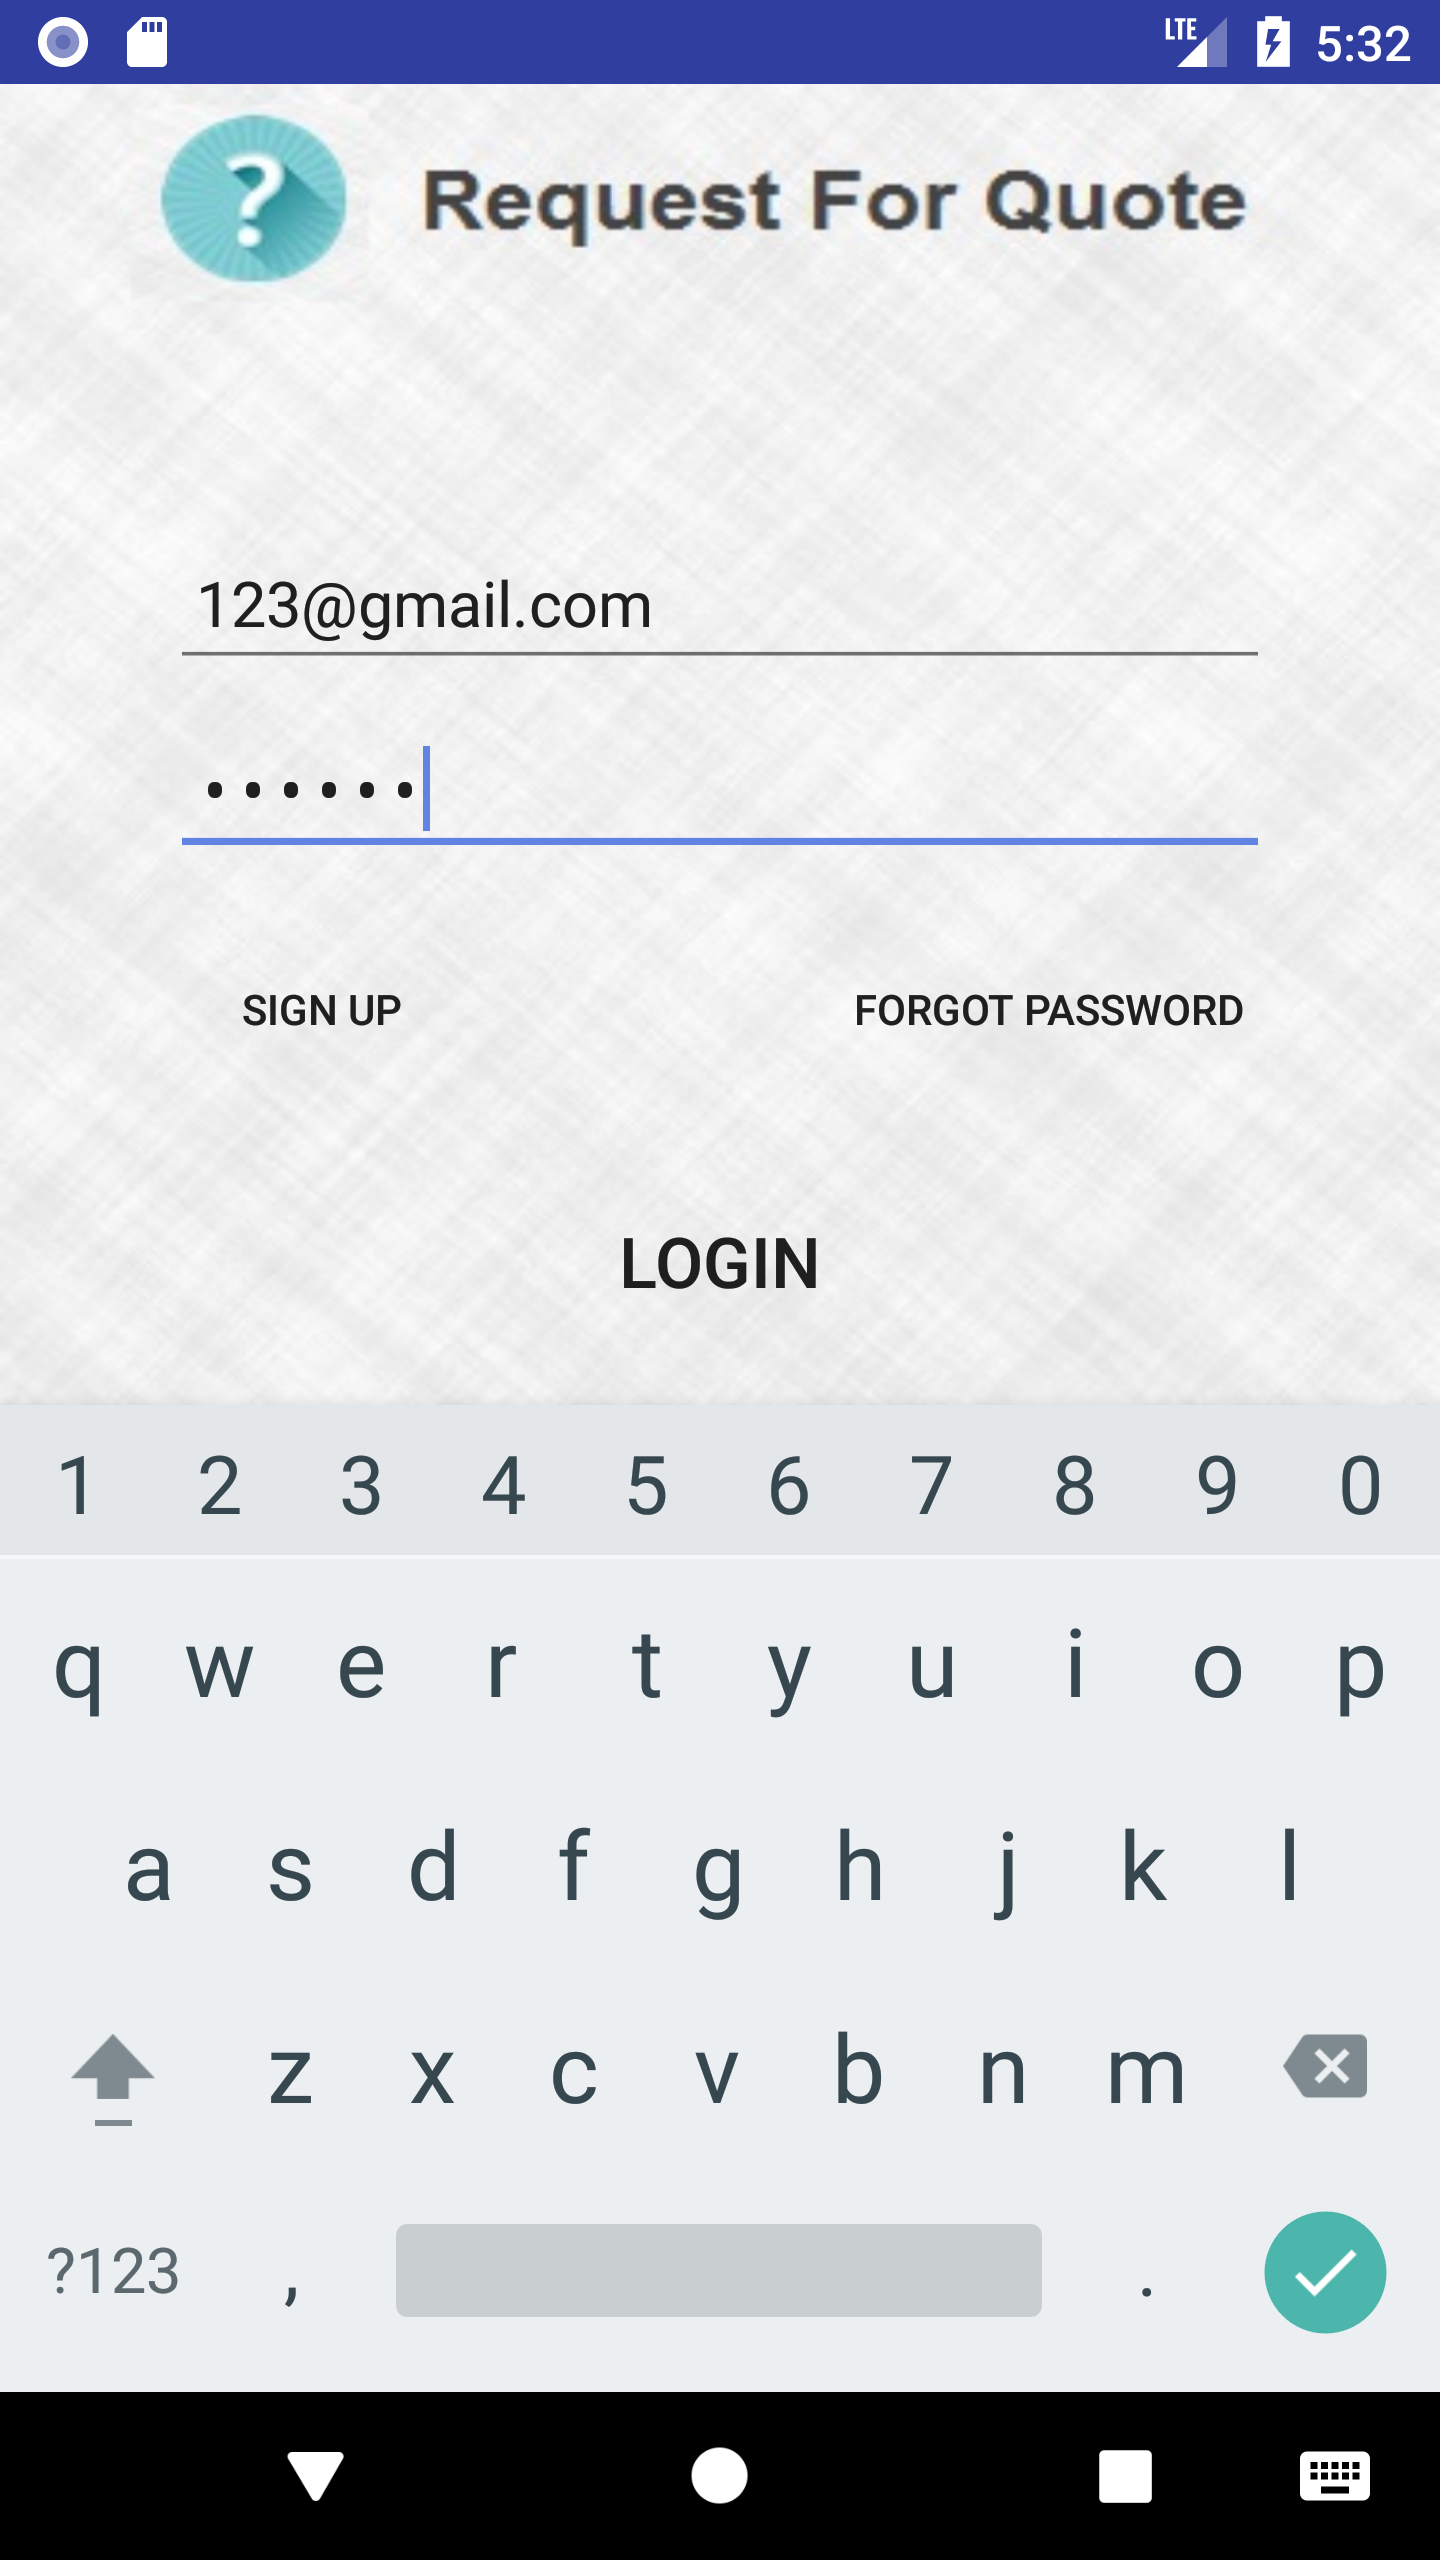 LTE 5:32
? Request For Quote
123@gmail.com
••••••
SIGN UP FORGOT PASSWORD
LOGIN
1 2 3 4 5 6 7 8 9 0
q w e r t y u i o p
a s d f g h j k l
z x c v b n m
?123 , .